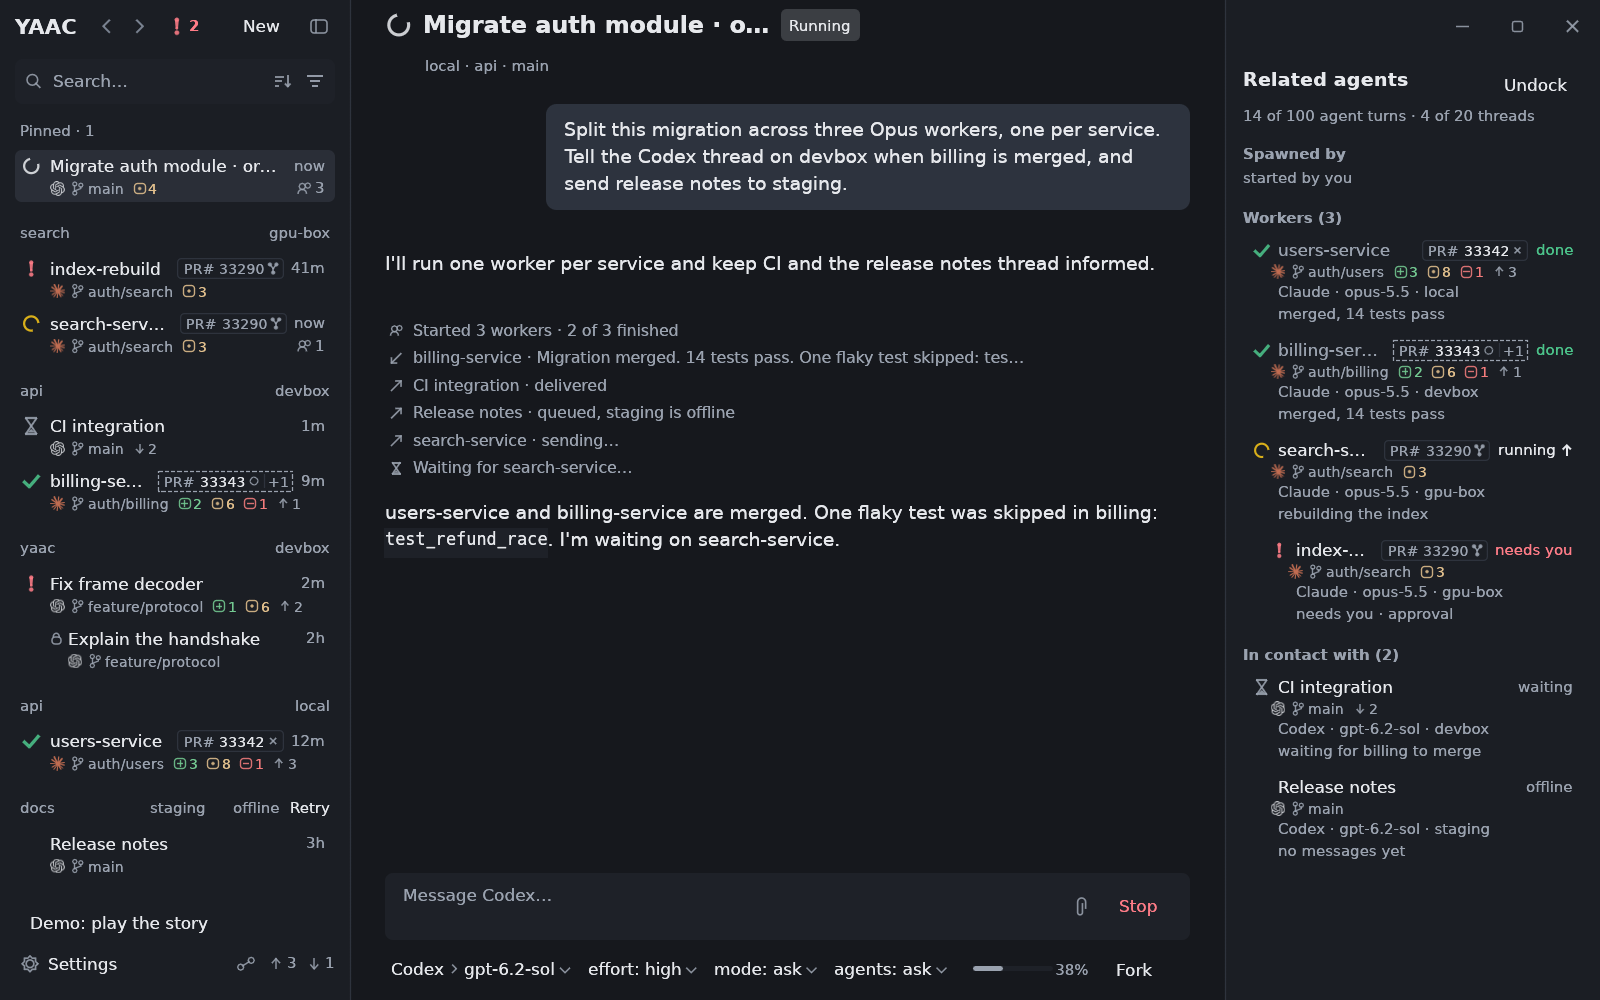 YAAC
2
New
Search...
Pinned · 1
Migrate auth module · or... now
main 4 3
search gpu-box
index-rebuild PR# 33290 41m
auth/search 3
search-serv... PR# 33290 now
auth/search 3 1
api devbox
CI integration 1m
main ↓2
billing-se... PR# 33343 +1 9m
auth/billing 2 6 1 ↑1
yaac devbox
Fix frame decoder 2m
feature/protocol 1 6 ↑2
Explain the handshake 2h
feature/protocol
api local
users-service PR# 33342 × 12m
auth/users 3 8 1 ↑3
docs staging offline Retry
Release notes 3h
main
Demo: play the story
Settings ↑3 ↓1
Migrate auth module · o... Running
local · api · main
Split this migration across three Opus workers, one per service.
Tell the Codex thread on devbox when billing is merged, and
send release notes to staging.
I'll run one worker per service and keep CI and the release notes thread informed.
Started 3 workers · 2 of 3 finished
↙ billing-service · Migration merged. 14 tests pass. One flaky test skipped: tes...
↗ CI integration · delivered
↗ Release notes · queued, staging is offline
↗ search-service · sending...
Waiting for search-service...
users-service and billing-service are merged. One flaky test was skipped in billing:
test_refund_race. I'm waiting on search-service.
Message Codex...
Stop
Codex > gpt-6.2-sol effort: high mode: ask agents: ask 38% Fork
Related agents
Undock
14 of 100 agent turns · 4 of 20 threads
Spawned by
started by you
Workers (3)
users-service PR# 33342 × done
auth/users 3 8 1 ↑3
Claude · opus-5.5 · local
merged, 14 tests pass
billing-ser... PR# 33343 +1 done
auth/billing 2 6 1 ↑1
Claude · opus-5.5 · devbox
merged, 14 tests pass
search-s... PR# 33290 running ↑
auth/search 3
Claude · opus-5.5 · gpu-box
rebuilding the index
index-... PR# 33290 needs you
auth/search 3
Claude · opus-5.5 · gpu-box
needs you · approval
In contact with (2)
CI integration waiting
main ↓2
Codex · gpt-6.2-sol · devbox
waiting for billing to merge
Release notes offline
main
Codex · gpt-6.2-sol · staging
no messages yet